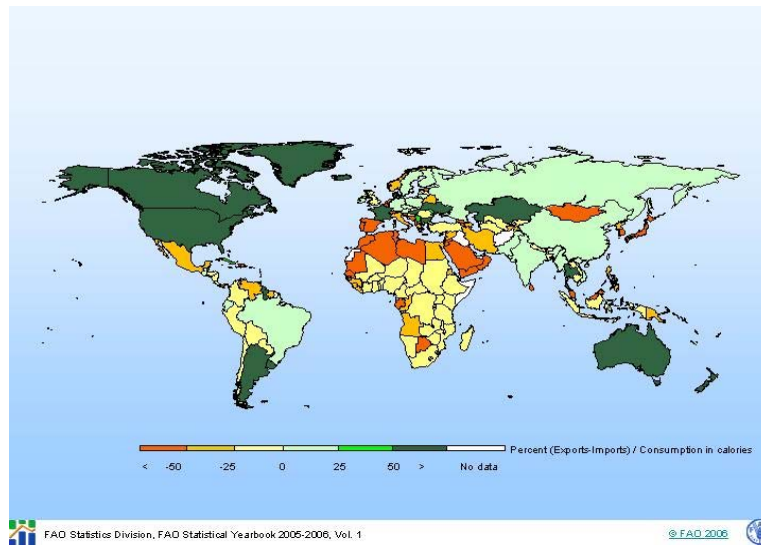 Percent (Exports-Imports) / Consumption in calories
< -50 -25 0 25 50 > No data
FAO Statistics Division, FAO Statistical Yearbook 2005-2006, Vol. 1
© FAO 2006